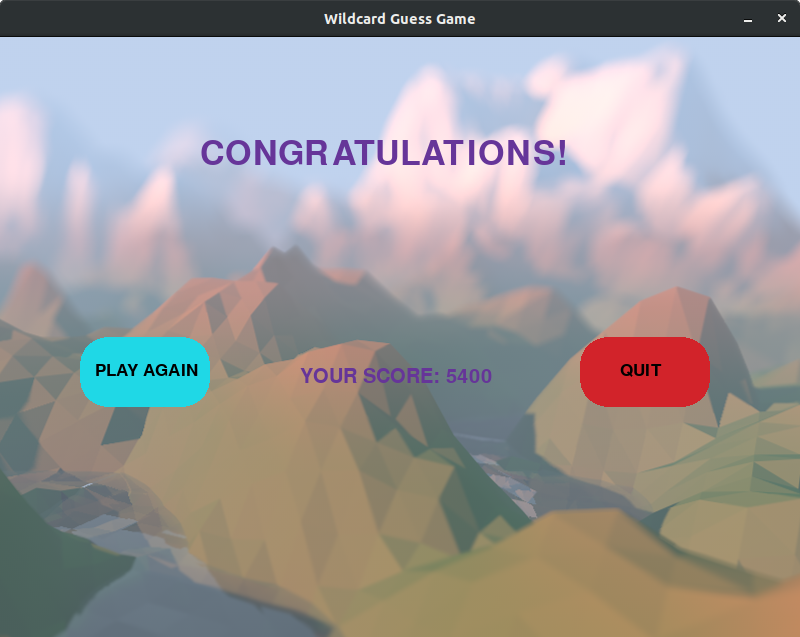 Wildcard Guess Game
CONGRATULATIONS!
PLAY AGAIN
YOUR SCORE: 5400
QUIT